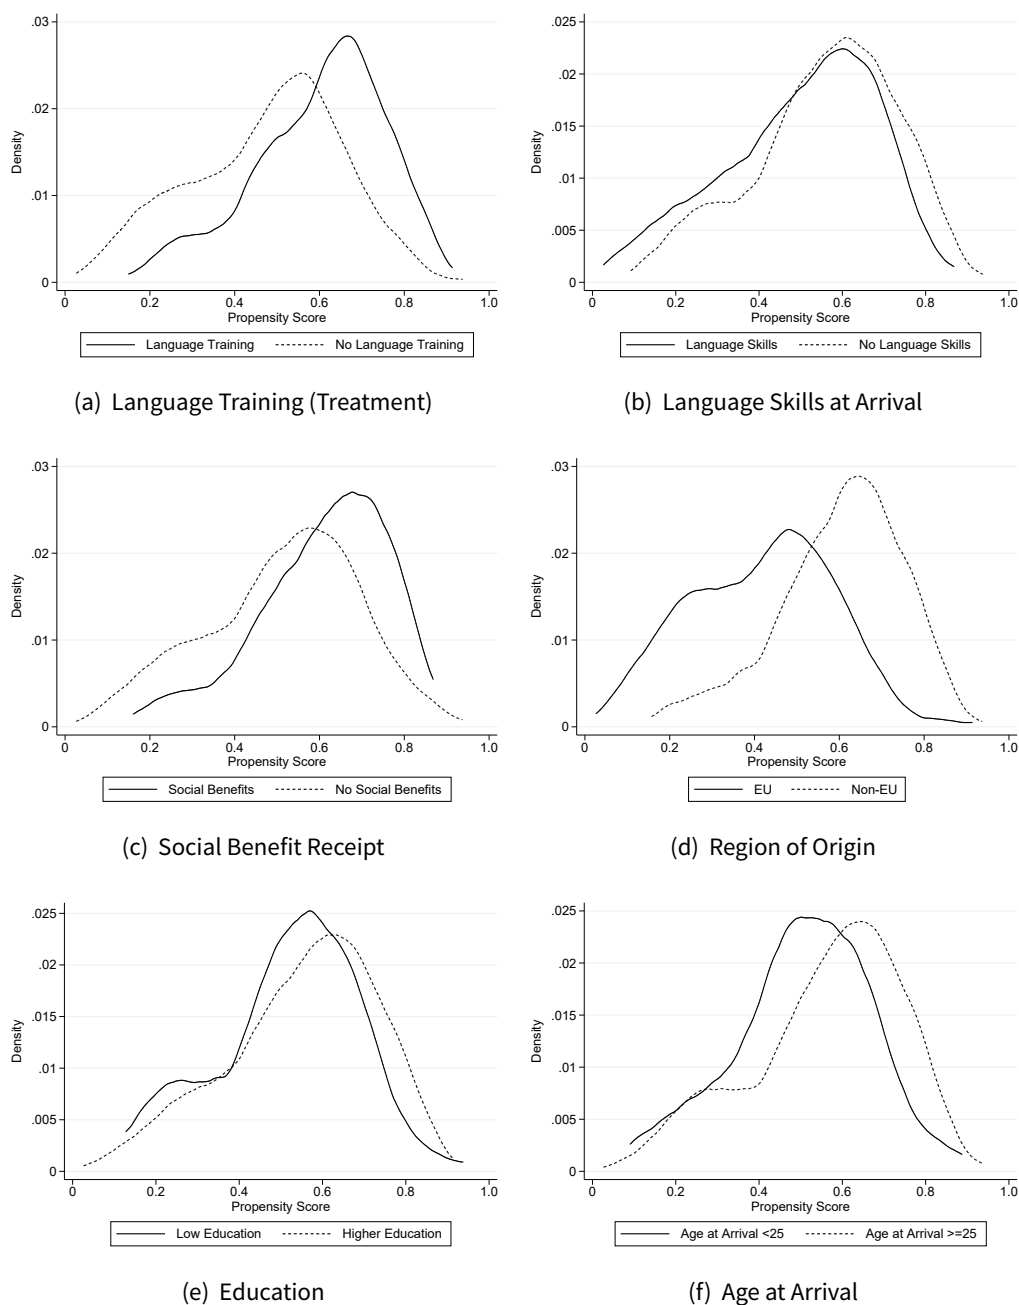 .03
.02
.01
0
Density
0 0.2 0.4 0.6 0.8 1.0
Propensity Score
Language Training No Language Training
(a) Language Training (Treatment)
.025
.02
.015
.01
.005
0
Density
0 0.2 0.4 0.6 0.8 1.0
Propensity Score
Language Skills No Language Skills
(b) Language Skills at Arrival
.03
.02
.01
0
Density
0 0.2 0.4 0.6 0.8 1.0
Propensity Score
Social Benefits No Social Benefits
(c) Social Benefit Receipt
.03
.02
.01
0
Density
0 0.2 0.4 0.6 0.8 1.0
Propensity Score
EU Non-EU
(d) Region of Origin
.025
.02
.015
.01
.005
0
Density
0 0.2 0.4 0.6 0.8 1.0
Propensity Score
Low Education Higher Education
(e) Education
.025
.02
.015
.01
.005
0
Density
0 0.2 0.4 0.6 0.8 1.0
Propensity Score
Age at Arrival <25 Age at Arrival >=25
(f) Age at Arrival